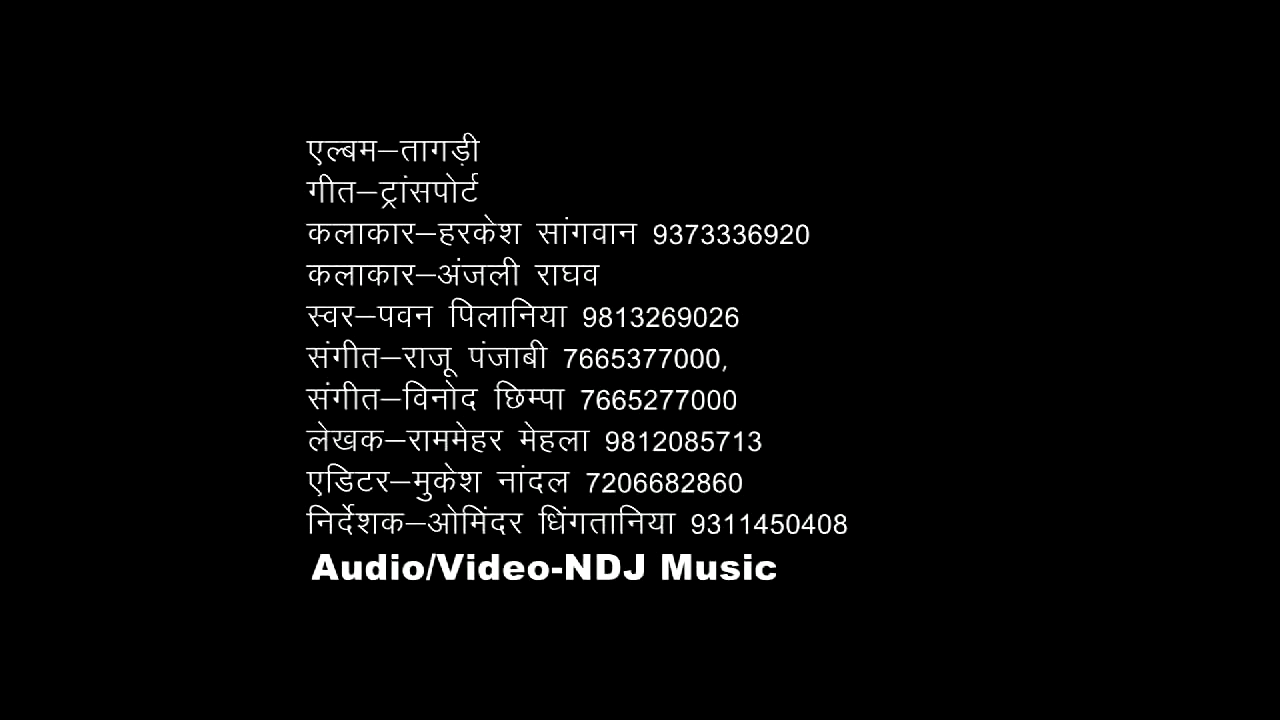 एल्बम–तागड़ी
गीत–ट्रांसपोर्ट
कलाकार–हरकेश सांगवान 9373336920
कलाकार–अंजली राघव
स्वर–पवन पिलानिया 9813269026
संगीत–राजू पंजाबी 7665377000,
संगीत–विनोद छिम्पा 7665277000
लेखक–राममेहर मेहला 9812085713
एडिटर–मुकेश नांदल 7206682860
निर्देशक–ओमिंदर धिंगतानिया 9311450408
Audio/Video-NDJ Music